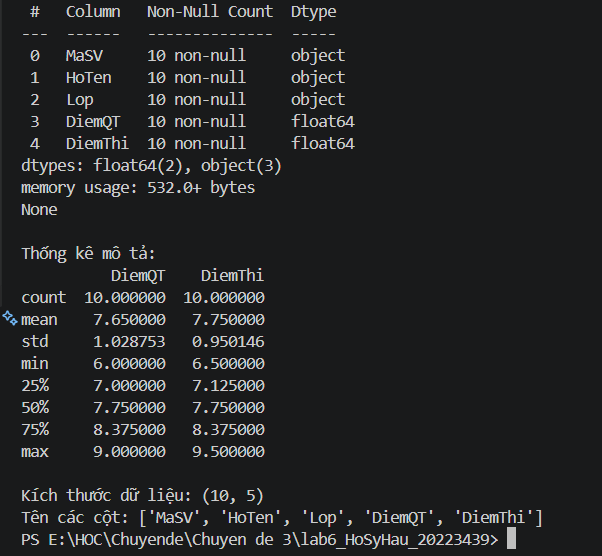 #   Column   Non-Null Count  Dtype
---  ------   --------------  -----
 0   MaSV     10 non-null     object
 1   HoTen    10 non-null     object
 2   Lop      10 non-null     object
 3   DiemQT   10 non-null     float64
 4   DiemThi  10 non-null     float64
dtypes: float64(2), object(3)
memory usage: 532.0+ bytes
None

Thống kê mô tả:
          DiemQT    DiemThi
count  10.000000  10.000000
mean    7.650000   7.750000
std     1.028753   0.950146
min     6.000000   6.500000
25%     7.000000   7.125000
50%     7.750000   7.750000
75%     8.375000   8.375000
max     9.000000   9.500000

Kích thước dữ liệu: (10, 5)
Tên các cột: ['MaSV', 'HoTen', 'Lop', 'DiemQT', 'DiemThi']
PS E:\HOC\Chuyende\Chuyen de 3\lab6_HoSyHau_20223439>